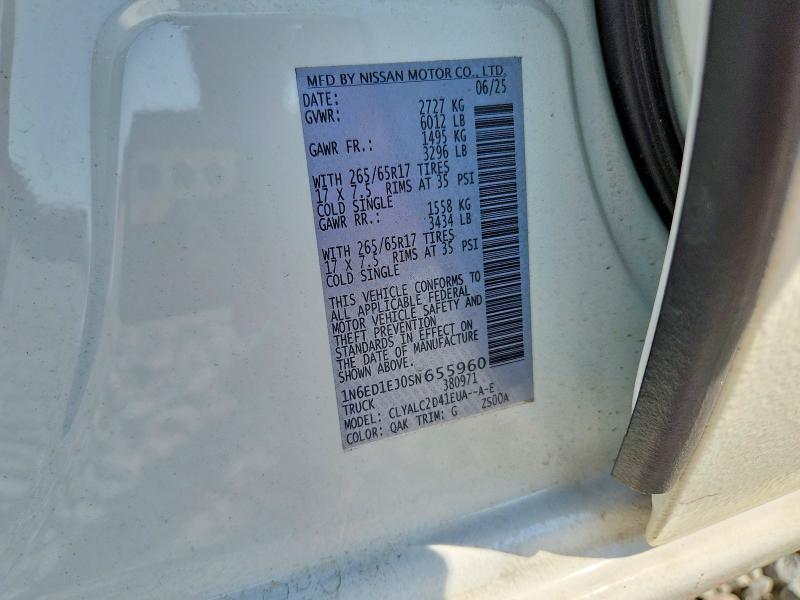 MFD BY NISSAN MOTOR CO., LTD.
DATE: 06/25
GVWR: 2727 KG
6012 LB
GAWR FR.: 1495 KG
3296 LB
WITH 265/65R17 TIRES
17 X 7.5 RIMS AT 35 PSI
COLD SINGLE
GAWR RR.: 1558 KG
3434 LB
WITH 265/65R17 TIRES
17 X 7.5 RIMS AT 35 PSI
COLD SINGLE
THIS VEHICLE CONFORMS TO
ALL APPLICABLE FEDERAL
MOTOR VEHICLE SAFETY AND
THEFT PREVENTION
STANDARDS IN EFFECT ON
THE DATE OF MANUFACTURE
SHOWN ABOVE.
1N6ED1EJ0SN655960
TRUCK 380971
MODEL: CLYALC2D41EUA--A-E
COLOR: QAK TRIM: G ZS00A